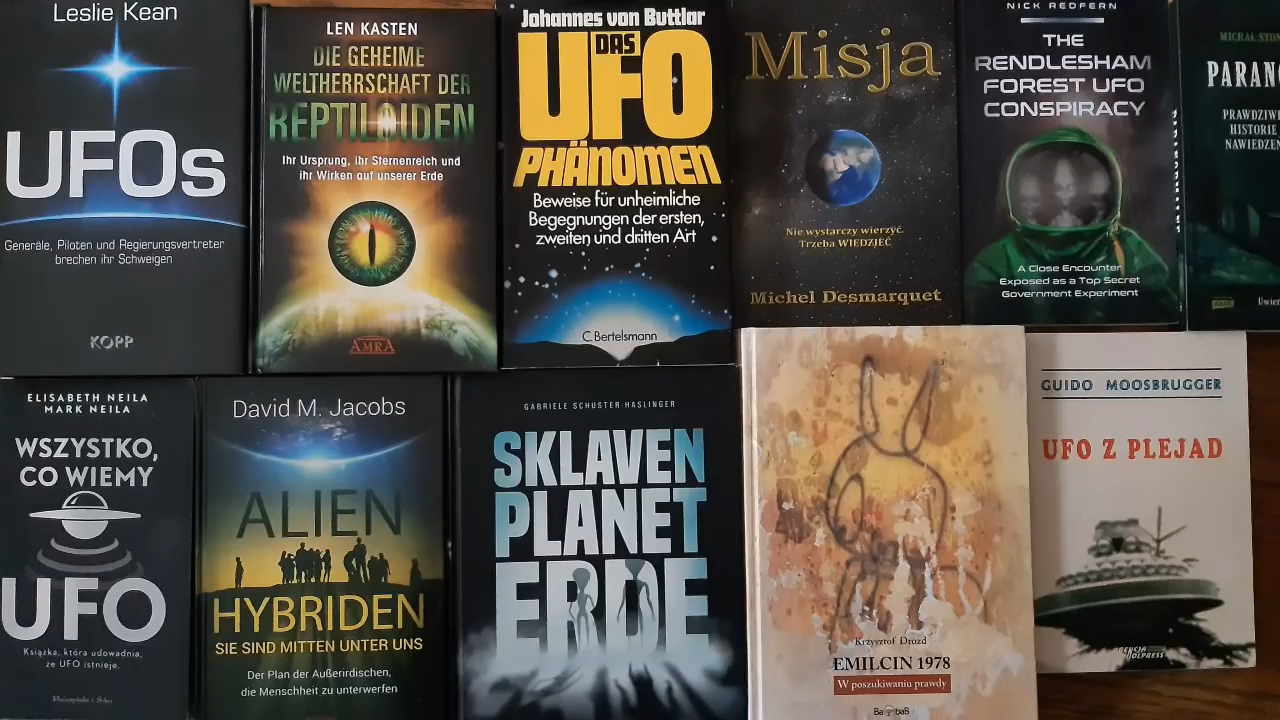 Leslie Kean
UFOs
Generäle, Piloten und Regierungsvertreter
brechen ihr Schweigen
KOPP
LEN KASTEN
DIE GEHEIME
WELTHERRSCHAFT DER
REPTILOIDEN
Ihr Ursprung, ihr Sternenreich und
ihr Wirken auf unserer Erde
AMRA
Johannes von Buttlar
DAS
UFO
PHÄNOMEN
Beweise für unheimliche
Begegnungen der ersten,
zweiten und dritten Art
C. Bertelsmann
Misja
Nie wystarczy wierzyć.
Trzeba WIEDZIEĆ
Michel Desmarquet
NICK REDFERN
THE
RENDLESHAM
FOREST UFO
CONSPIRACY
A Close Encounter
Exposed as a Top Secret
Government Experiment
PARANO
PRAWDZIWE
HISTORIE
NAWIEDZEŃ
ELISABETH NEILA
MARK NEILA
WSZYSTKO,
CO WIEMY
UFO
Książka, która udowadnia,
że UFO istnieje.
Prószyński i S-ka
David M. Jacobs
ALIEN
HYBRIDEN
SIE SIND MITTEN UNTER UNS
Der Plan der Außerirdischen,
die Menschheit zu unterwerfen
GABRIELE SCHUSTER-HASLINGER
SKLAVEN
PLANET
ERDE
Krzysztof Drozd
EMILCIN 1978
W poszukiwaniu prawdy
GUIDO MOOSBRUGGER
UFO Z PLEJAD